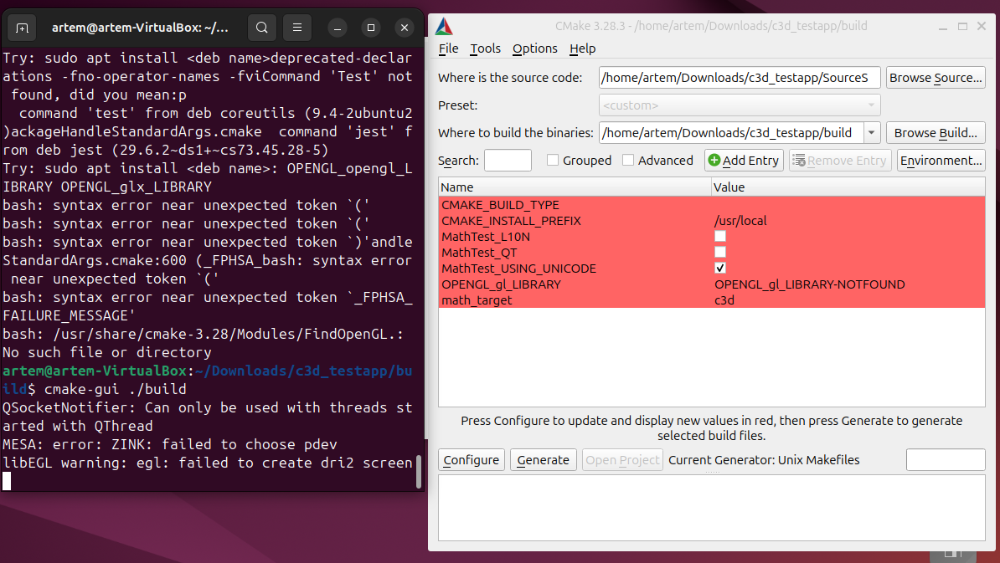 artem@artem-VirtualBox: ~/...
Try: sudo apt install <deb name>deprecated-declar
ations -fno-operator-names -fviCommand 'Test' not
 found, did you mean:p
  command 'test' from deb coreutils (9.4-2ubuntu2
)ackageHandleStandardArgs.cmake  command 'jest' f
rom deb jest (29.6.2~ds1+~cs73.45.28-5)
Try: sudo apt install <deb name>: OPENGL_opengl_L
IBRARY OPENGL_glx_LIBRARY
bash: syntax error near unexpected token `('
bash: syntax error near unexpected token `('
bash: syntax error near unexpected token `)'andle
StandardArgs.cmake:600 (_FPHSA_bash: syntax error
 near unexpected token `('
bash: syntax error near unexpected token `_FPHSA_
FAILURE_MESSAGE'
bash: /usr/share/cmake-3.28/Modules/FindOpenGL.:
No such file or directory
artem@artem-VirtualBox:~/Downloads/c3d_testapp/bu
ild$ cmake-gui ./build
QSocketNotifier: Can only be used with threads st
arted with QThread
MESA: error: ZINK: failed to choose pdev
libEGL warning: egl: failed to create dri2 screen
CMake 3.28.3 - /home/artem/Downloads/c3d_testapp/build
File Tools Options Help
Where is the source code: /home/artem/Downloads/c3d_testapp/SourceS Browse Source...
Preset: <custom>
Where to build the binaries: /home/artem/Downloads/c3d_testapp/build Browse Build...
Search: Grouped Advanced Add Entry Remove Entry Environment...
Name Value
CMAKE_BUILD_TYPE
CMAKE_INSTALL_PREFIX /usr/local
MathTest_L10N
MathTest_QT
MathTest_USING_UNICODE
OPENGL_gl_LIBRARY OPENGL_gl_LIBRARY-NOTFOUND
math_target c3d
Press Configure to update and display new values in red, then press Generate to generate
selected build files.
Configure Generate Open Project Current Generator: Unix Makefiles